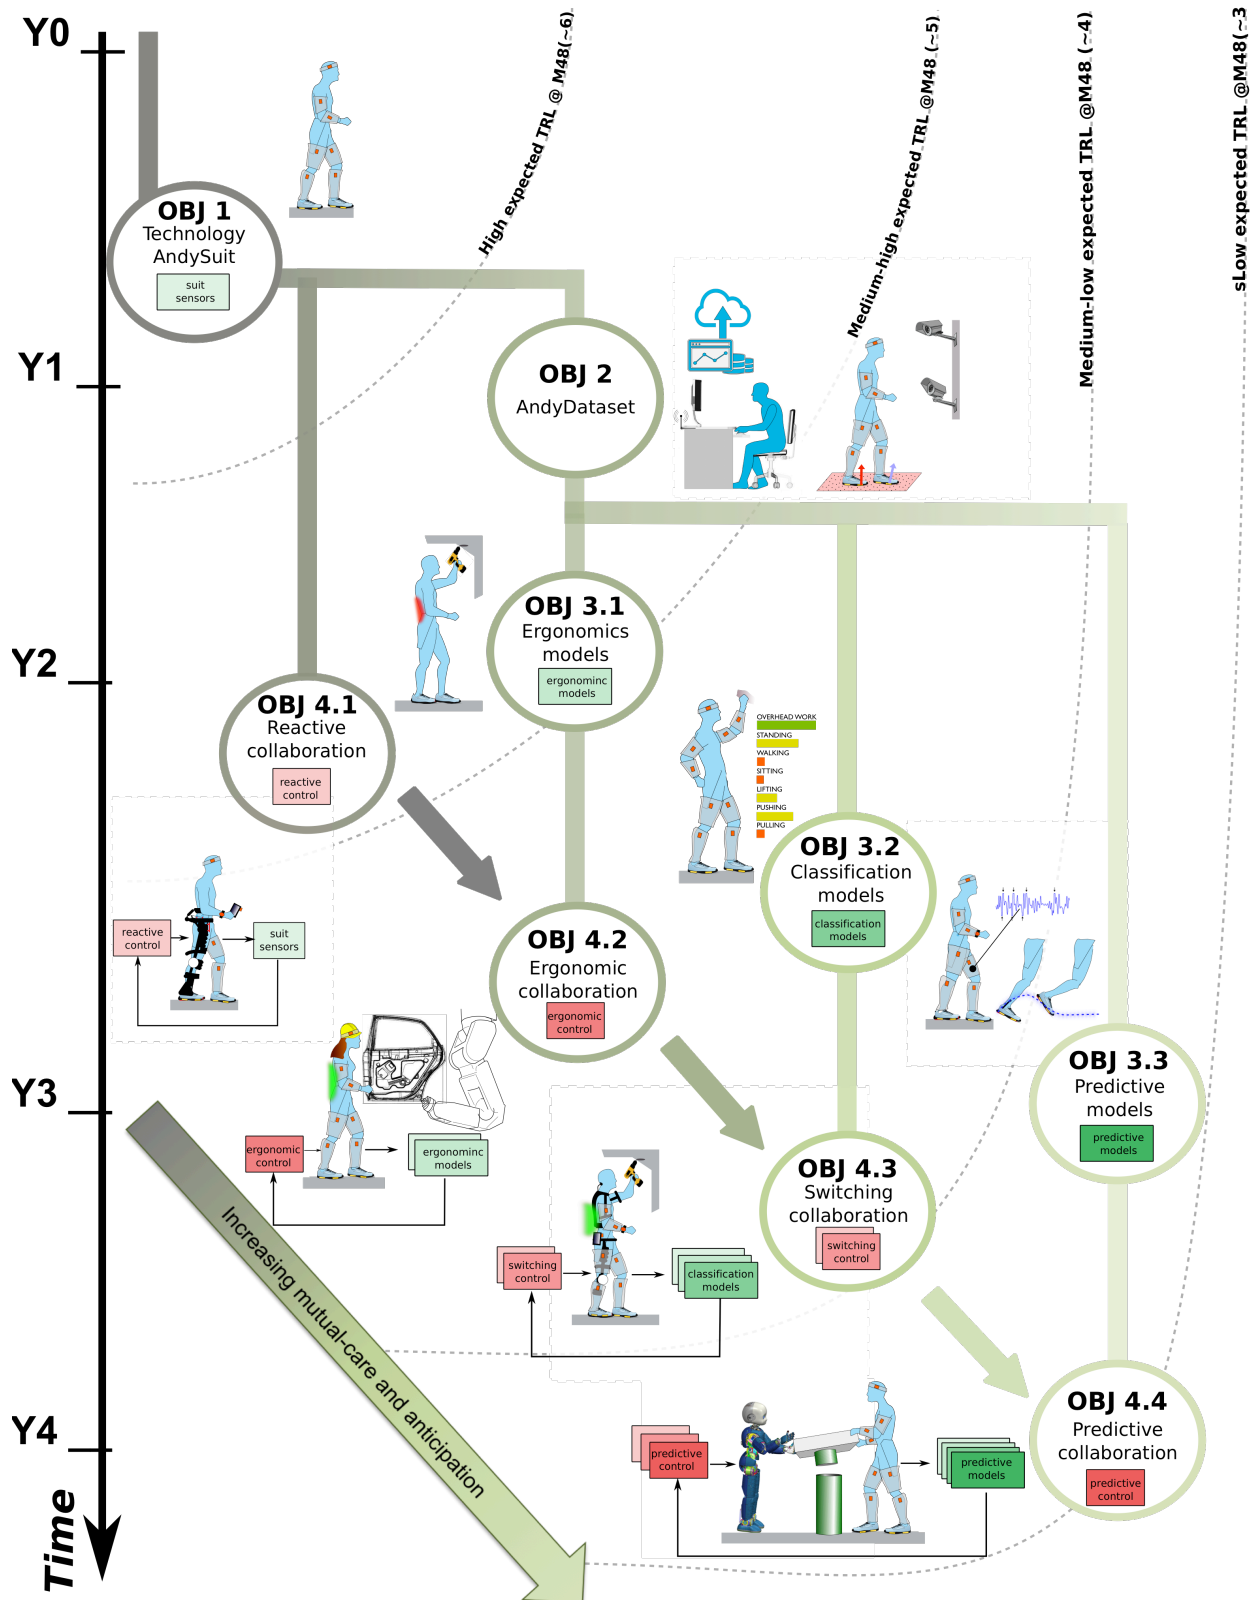 Y0
High expected TRL @ M48(~6)
Medium-high expected TRL @M48 (~5)
Medium-low expected TRL @M48 (~4)
sLow expected TRL @M48(~3
OBJ 1
Technology
AndySuit
suit
sensors
Y1
OBJ 2
AndyDataset
Y2
OBJ 3.1
Ergonomics
models
ergonominc
models
OBJ 4.1
Reactive
collaboration
reactive
control
OVERHEAD WORK
STANDING
WALKING
SITTING
LIFTING
PUSHING
PULLING
OBJ 3.2
Classification
models
classification
models
reactive
control
suit
sensors
OBJ 4.2
Ergonomic
collaboration
ergonomic
control
Y3
OBJ 3.3
Predictive
models
predictive
models
ergonomic
control
ergonominc
models
OBJ 4.3
Switching
collaboration
switching
control
switching
control
classification
models
Increasing mutual-care and anticipation
Y4
OBJ 4.4
Predictive
collaboration
predictive
control
predictive
control
predictive
models
Time